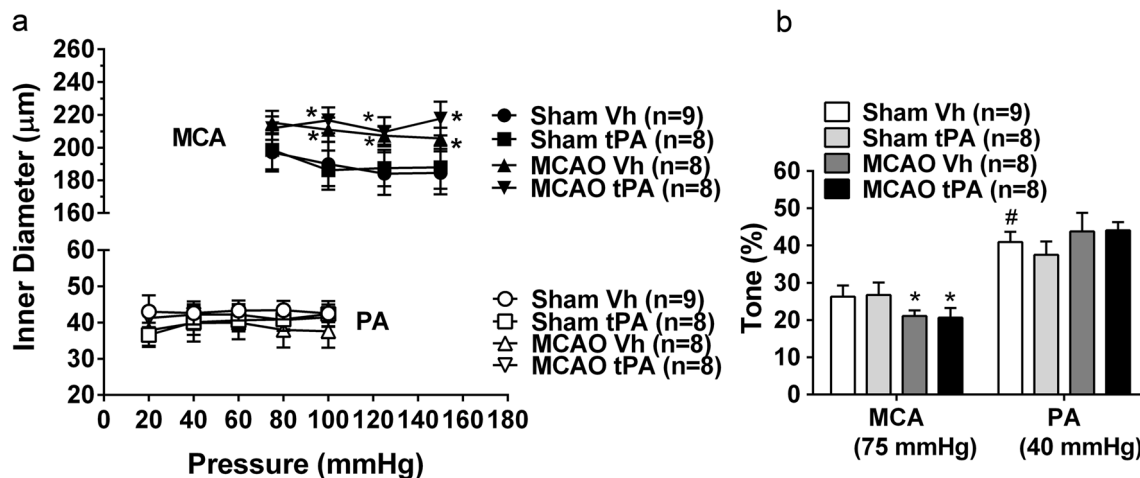 a
260
240
220
200
180
160
MCA
* * *
* * *
Sham Vh (n=9)
Sham tPA (n=8)
MCAO Vh (n=8)
MCAO tPA (n=8)
60
50
40
30
20
PA
Sham Vh (n=9)
Sham tPA (n=8)
MCAO Vh (n=8)
MCAO tPA (n=8)
0 20 40 60 80 100 120 140 160 180
Pressure (mmHg)
Inner Diameter (μm)
b
Sham Vh (n=9)
Sham tPA (n=8)
MCAO Vh (n=8)
MCAO tPA (n=8)
60
50
40
30
20
10
0
Tone (%)
#
* *
MCA PA
(75 mmHg) (40 mmHg)